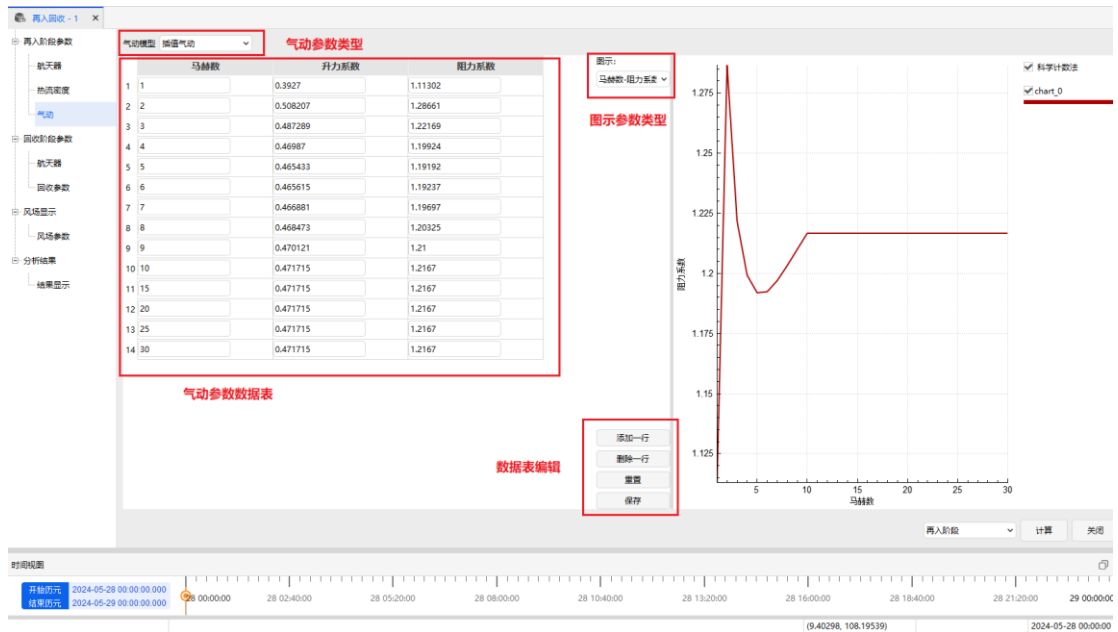 再入回收 - 1 ×
再入阶段参数
航天器
热流密度
气动
回收阶段参数
航天器
回收参数
风场显示
风场参数
分析结果
结果显示
气动模型 插值气动
气动参数类型
马赫数 升力系数 阻力系数
1 1 0.3927 1.11302
2 2 0.508207 1.28661
3 3 0.487289 1.22169
4 4 0.46987 1.19924
5 5 0.465433 1.19192
6 6 0.465615 1.19237
7 7 0.466881 1.19697
8 8 0.468473 1.20325
9 9 0.470121 1.21
10 10 0.471715 1.2167
11 15 0.471715 1.2167
12 20 0.471715 1.2167
13 25 0.471715 1.2167
14 30 0.471715 1.2167
气动参数数据表
图示:
马赫数-阻力系数
图示参数类型
数据表编辑
添加一行
删除一行
重置
保存
1.275
1.25
1.225
1.2
1.175
1.15
1.125
阻力系数
5 10 15 20 25 30
马赫数
科学计数法
chart_0
再入阶段 计算 关闭
时间视图
开始历元 2024-05-28 00:00:00.000
结束历元 2024-05-29 00:00:00.000
28 00:00:00 28 02:40:00 28 05:20:00 28 08:00:00 28 10:40:00 28 13:20:00 28 16:00:00 28 18:40:00 28 21:20:00 29 00:00:00
(9.40298, 108.19539) 2024-05-28 00:00:00